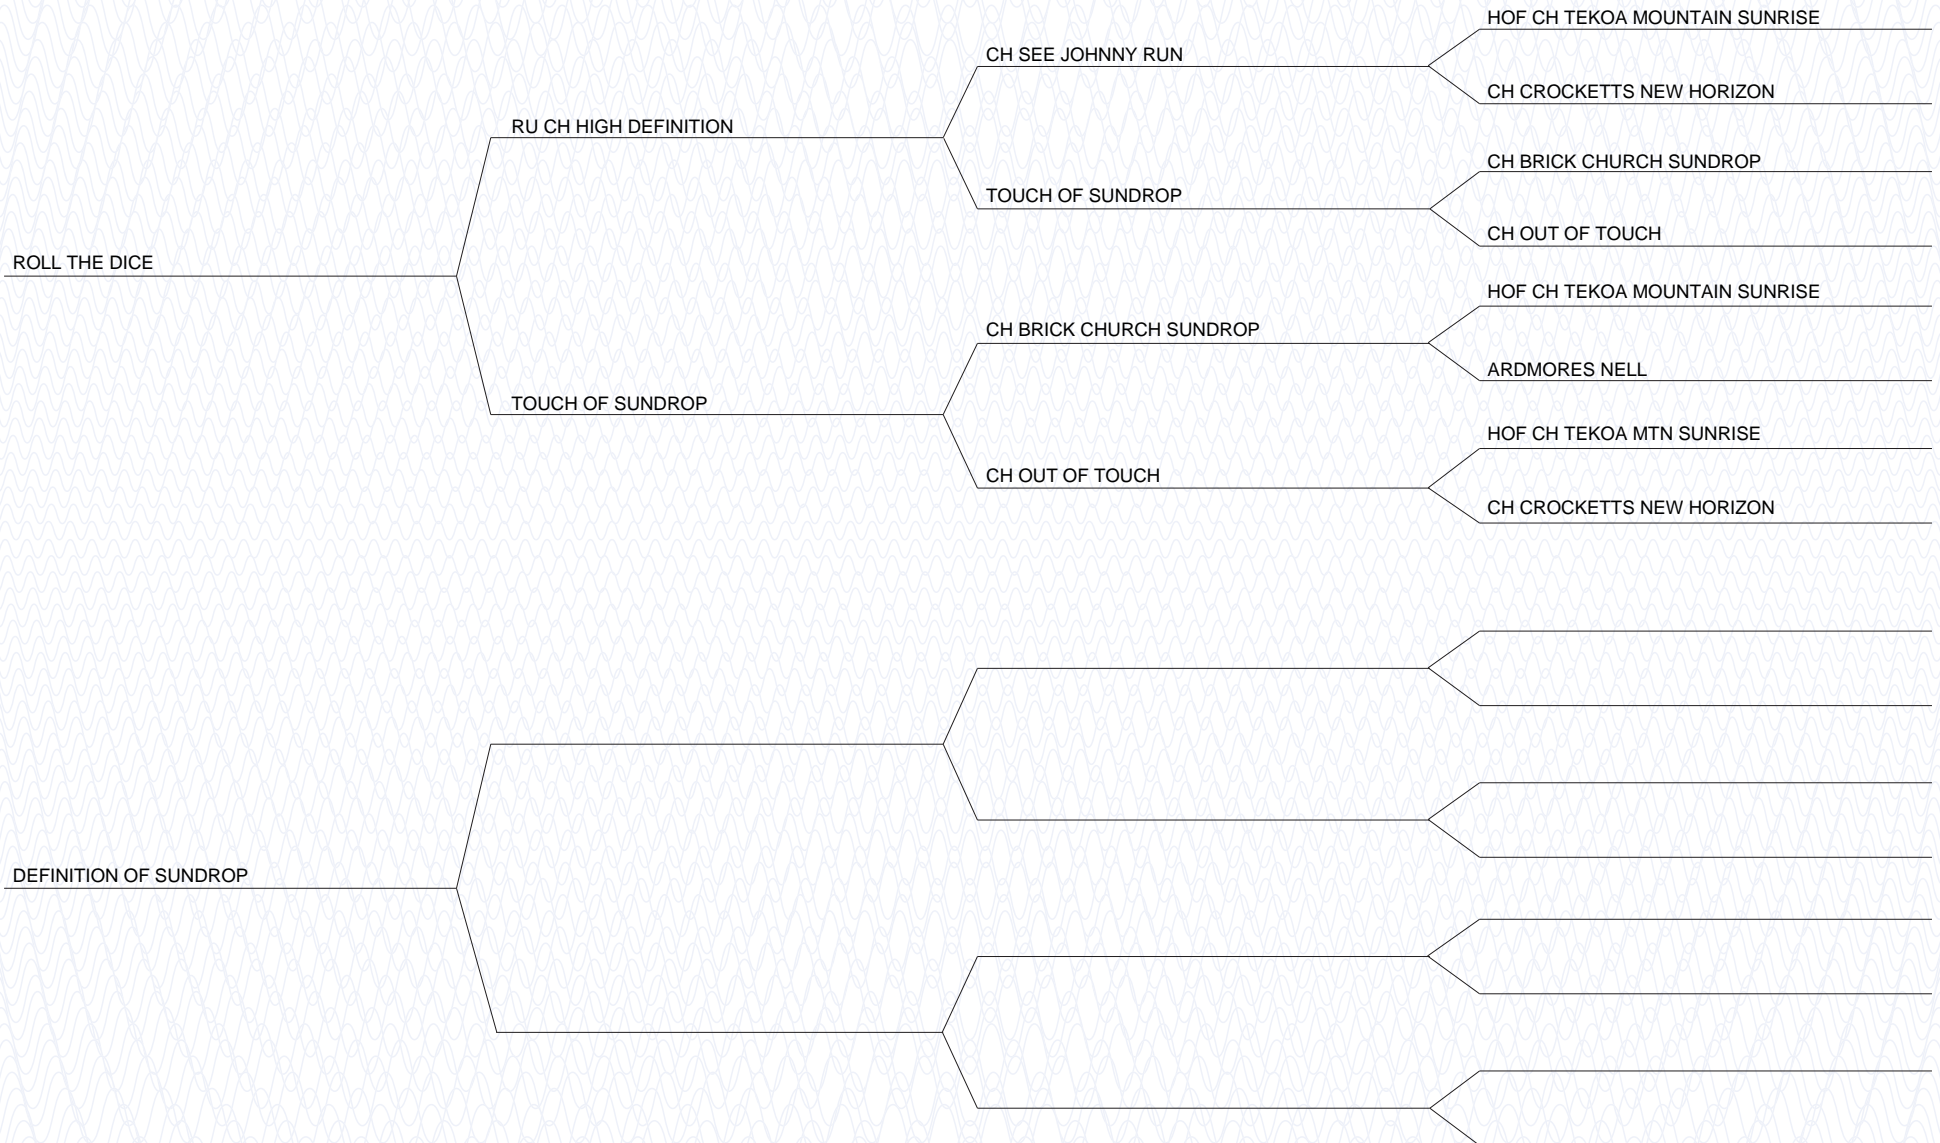 HOF CH TEKOA MOUNTAIN SUNRISE
CH SEE JOHNNY RUN
CH CROCKETTS NEW HORIZON
RU CH HIGH DEFINITION
CH BRICK CHURCH SUNDROP
TOUCH OF SUNDROP
CH OUT OF TOUCH
ROLL THE DICE
HOF CH TEKOA MOUNTAIN SUNRISE
CH BRICK CHURCH SUNDROP
ARDMORES NELL
TOUCH OF SUNDROP
HOF CH TEKOA MTN SUNRISE
CH OUT OF TOUCH
CH CROCKETTS NEW HORIZON
DEFINITION OF SUNDROP